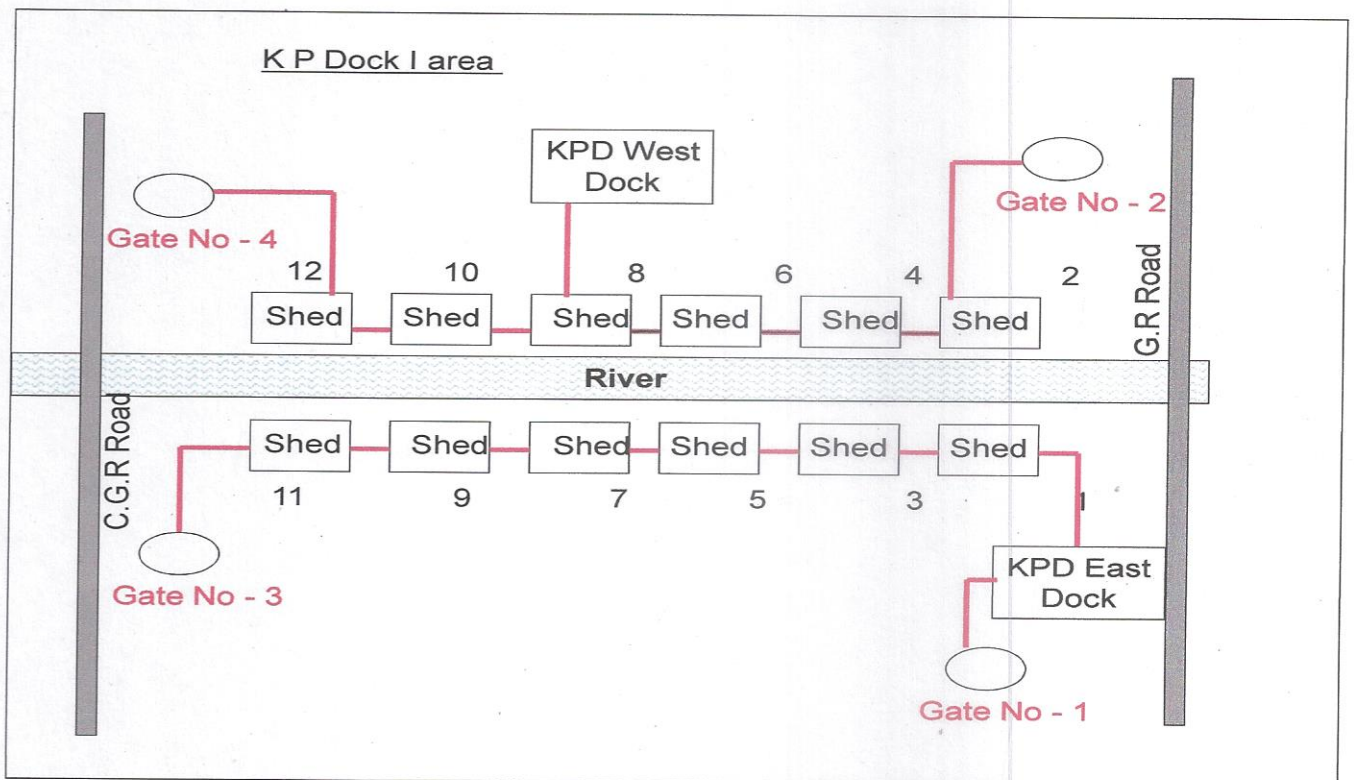 K P Dock I area
KPD West
Dock
Gate No - 2
Gate No - 4
G.R Road
12
10
8
6
4
2
Shed
Shed
Shed
Shed
Shed
Shed
River
C.G.R Road
Shed
Shed
Shed
Shed
Shed
Shed
11
9
7
5
3
1
KPD East
Dock
Gate No - 3
Gate No - 1